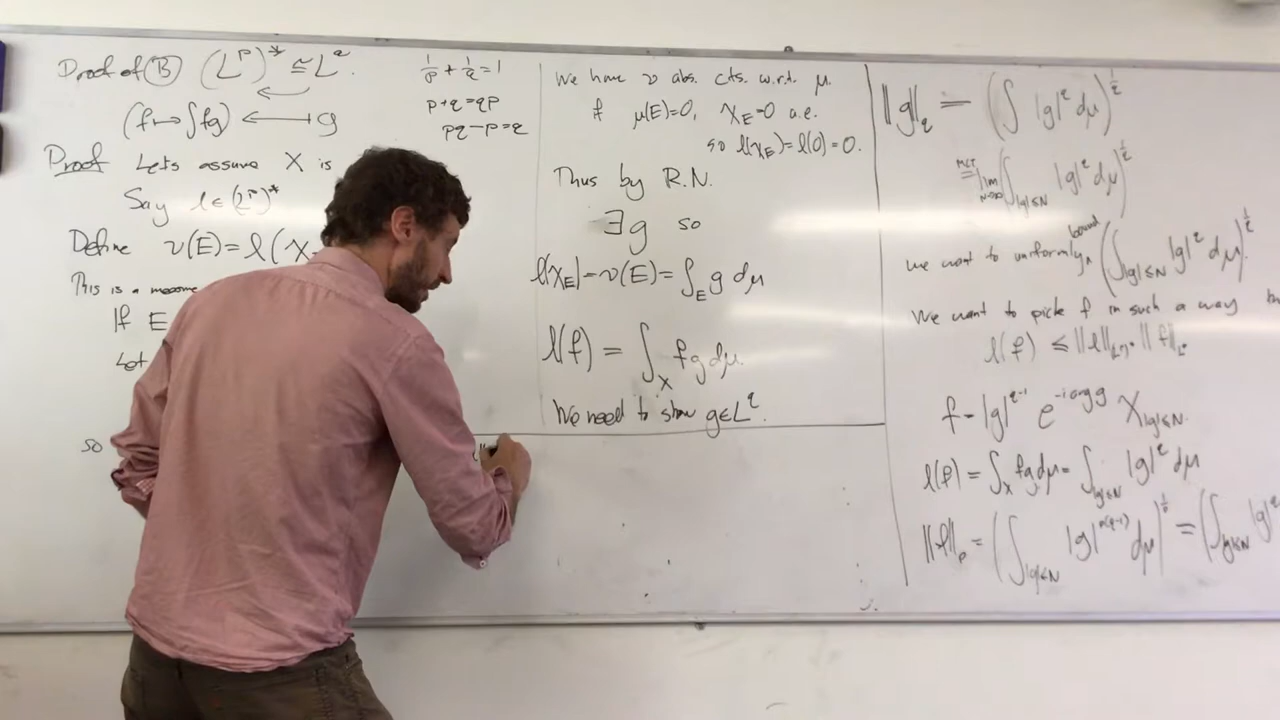 Proof of (B) (L^p)^* ≅ L^q.
(f ↦ ∫fg) ⟵⟼ g
1/p + 1/q = 1
p+q=qp
pq-p=q
Proof Lets assume X is
Say l ∈ (L^p)^*
Define ν(E)=l(χ
This is a measure
If E
Let
so
We have ν abs. cts. w.r.t. μ.
if μ(E)=0, χ_E=0 a.e.
so l(χ_E)=l(0)=0.
Thus by R.N.
∃g so
l(χ_E)=ν(E)=∫_E g dμ
l(f) = ∫_X fg dμ.
We need to show g∈L^q.
||g||_q = (∫ |g|^q dμ)^{1/q}
MCT = lim_{N→∞} (∫_{|g|≤N} |g|^q dμ)^{1/q}
We want to uniformly bound (∫_{|g|≤N} |g|^q dμ)^{1/q}.
We want to pick f in such a way
l(f) ≤ ||l||_{(L^p)^*} ||f||_{L^p}
f = |g|^{q-1} e^{-i arg g} χ_{|g|≤N}.
l(f) = ∫_X fg dμ = ∫_{|g|≤N} |g|^q dμ
||f||_p = (∫_{|g|≤N} |g|^{p(q-1)} dμ)^{1/p} = (∫_{|g|≤N} |g|^q